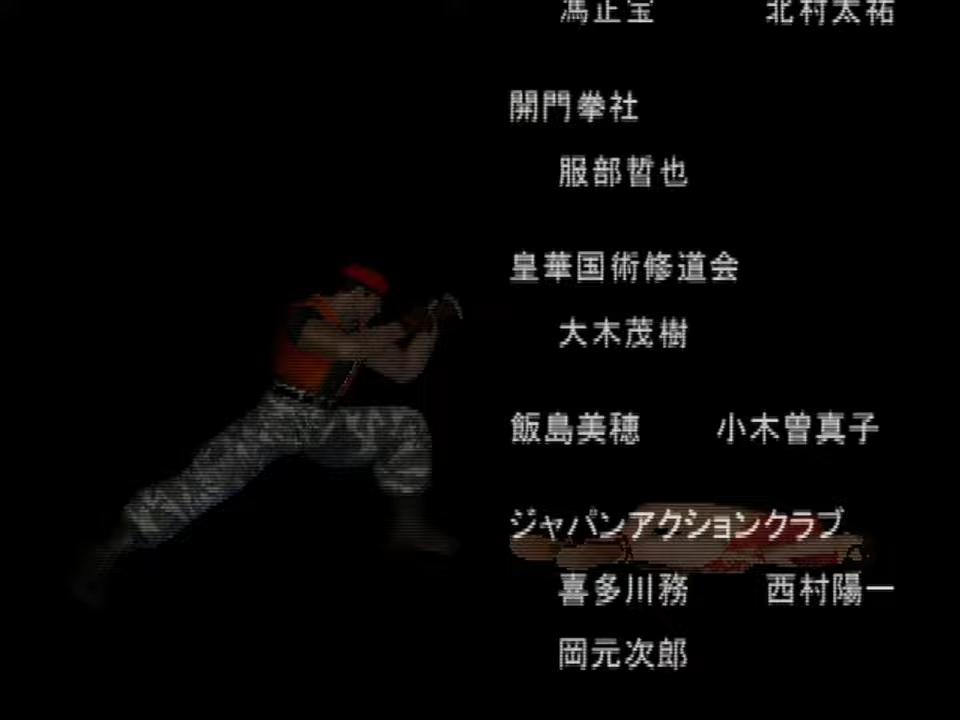 馮正宝 北村太祐
開門拳社
服部哲也
皇華国術修道会
大木茂樹
飯島美穂 小木曽真子
ジャパンアクションクラブ
喜多川務 西村陽一
岡元次郎